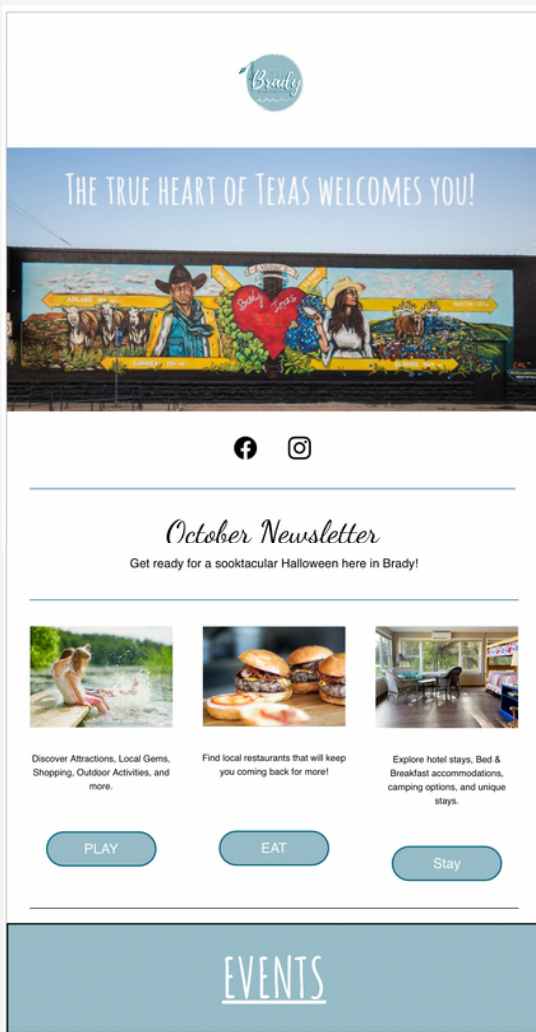 Brady
THE TRUE HEART OF TEXAS WELCOMES YOU!
Brady Texas
October Newsletter
Get ready for a sooktacular Halloween here in Brady!
Discover Attractions, Local Gems,
Shopping, Outdoor Activities, and
more.
Find local restaurants that will keep
you coming back for more!
Explore hotel stays, Bed &
Breakfast accommodations,
camping options, and unique
stays.
PLAY
EAT
Stay
EVENTS